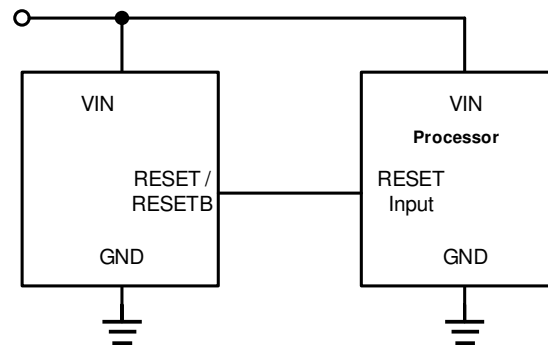 VIN
RESET /
RESETB
GND
VIN
Processor
RESET
Input
GND